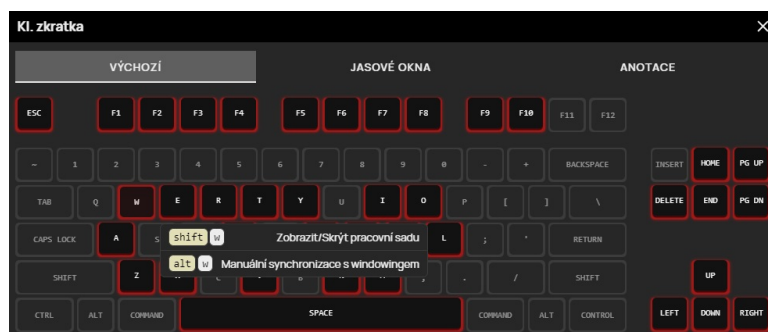 Kl. zkratka
VÝCHOZÍ JASOVÉ OKNA ANOTACE
ESC F1 F2 F3 F4 F5 F6 F7 F8 F9 F10 F11 F12
~ 1 2 3 4 5 6 7 8 9 0 - + BACKSPACE INSERT HOME PG UP
TAB Q W E R T Y U I O P [ ] \ DELETE END PG DN
CAPS LOCK A S L ; ' RETURN
shift w Zobrazit/Skrýt pracovní sadu
alt w Manuální synchronizace s windowingem
SHIFT Z . / SHIFT UP
CTRL ALT COMMAND SPACE COMMAND ALT CONTROL LEFT DOWN RIGHT